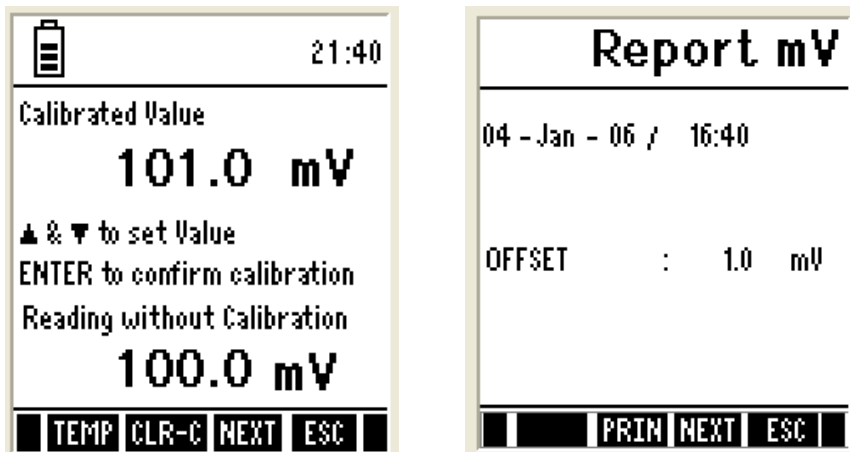 21:40
Calibrated Value
101.0 mV
▲ & ▼ to set Value
ENTER to confirm calibration
Reading without Calibration
100.0 mV
TEMP CLR-C NEXT ESC
Report mV
04 - Jan - 06 / 16:40
OFFSET : 1.0 mV
PRIN NEXT ESC